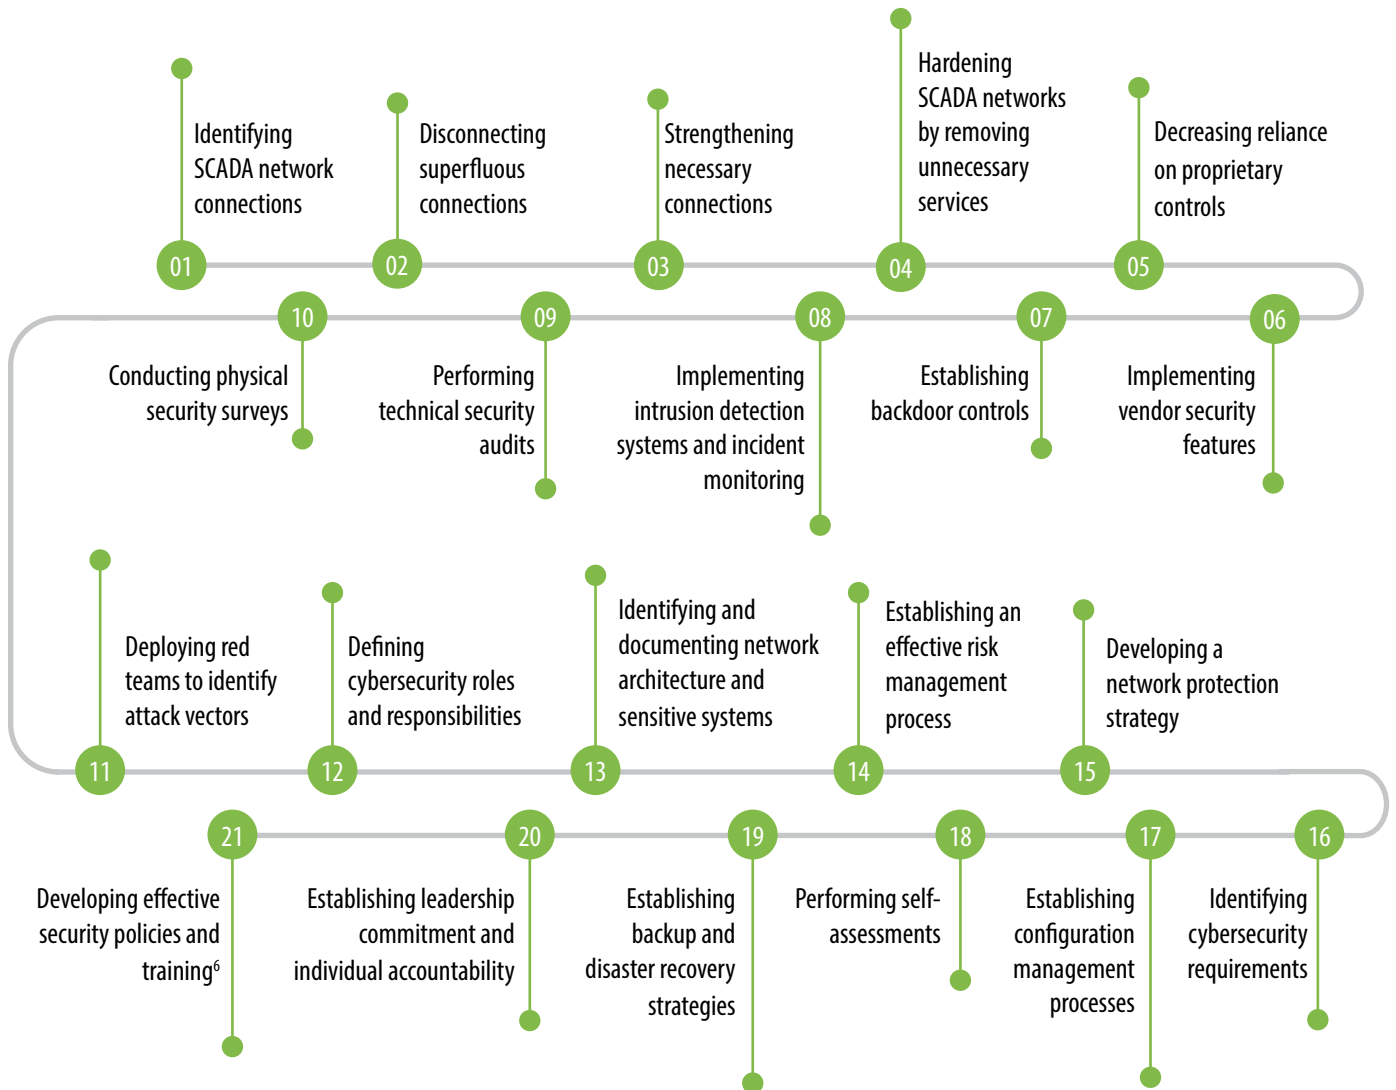 01
Identifying
SCADA network
connections
02
Disconnecting
superfluous
connections
03
Strengthening
necessary
connections
04
Hardening
SCADA networks
by removing
unnecessary
services
05
Decreasing reliance
on proprietary
controls
06
Implementing
vendor security
features
07
Establishing
backdoor controls
08
Implementing
intrusion detection
systems and incident
monitoring
09
Performing
technical security
audits
10
Conducting physical
security surveys
11
Deploying red
teams to identify
attack vectors
12
Defining
cybersecurity roles
and responsibilities
13
Identifying and
documenting network
architecture and
sensitive systems
14
Establishing an
effective risk
management
process
15
Developing a
network protection
strategy
16
Identifying
cybersecurity
requirements
17
Establishing
configuration
management
processes
18
Performing self-
assessments
19
Establishing
backup and
disaster recovery
strategies
20
Establishing leadership
commitment and
individual accountability
21
Developing effective
security policies and
training⁶